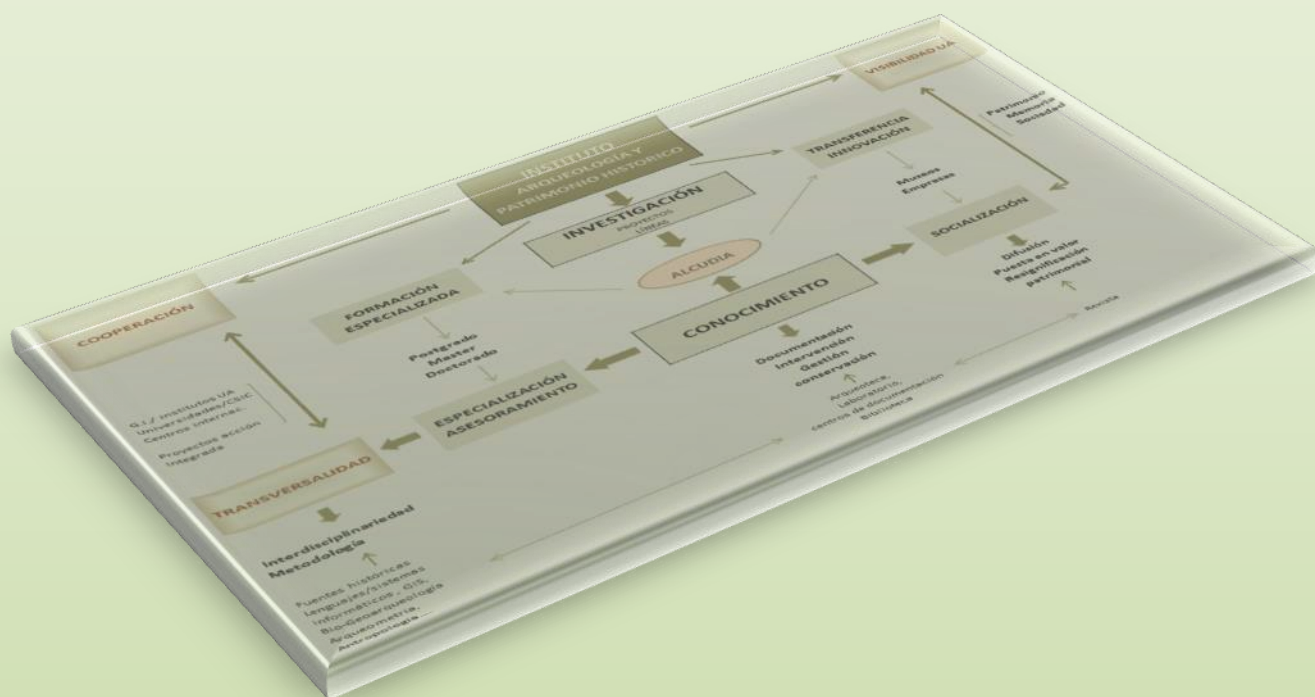 VISIBILIDAD UA
Patrimonio
Memoria
Sociedad
INSTITUTO
ARQUEOLOGÍA Y
PATRIMONIO HISTORICO
TRANSFERENCIA
INNOVACIÓN
Museos
Empresas
INVESTIGACIÓN
PROYECTOS
LÍNEAS
SOCIALIZACIÓN
Difusión
Puesta en valor
Resignificación
patrimonial
Revista
ALCUDIA
COOPERACIÓN
FORMACIÓN
ESPECIALIZADA
Postgrado
Master
Doctorado
CONOCIMIENTO
Documentación
Intervención
Gestión
conservación
Arqueoteca,
Laboratorio,
centros de documentación
Biblioteca
G.I./ Institutos UA
Universidades/CSIC
Centros Internac.
Proyectos acción
Integrada
ESPECIALIZACIÓN
ASESORAMIENTO
TRANSVERSALIDAD
Interdisciplinariedad
Metodología
Fuentes históricas
Lenguajes/sistemas
informáticos, GIS,
Bio-Geoarqueología
Arqueometría,
Antropología ...